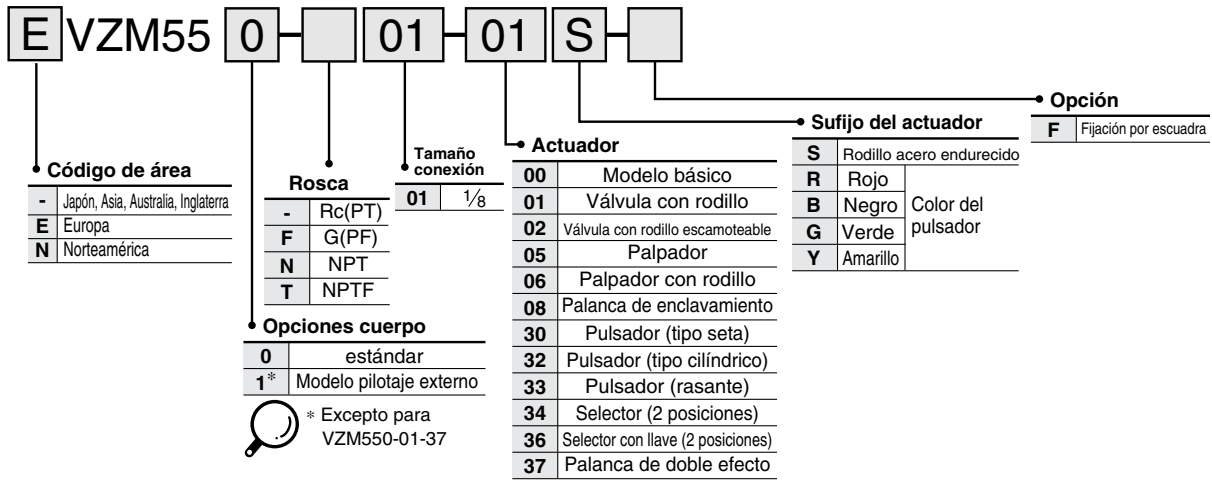 E VZM55 0 - 01 - 01 S -
Código de área
- Japón, Asia, Australia, Inglaterra
E Europa
N Norteamérica
Rosca
- Rc(PT)
F G(PF)
N NPT
T NPTF
Opciones cuerpo
0 estándar
1* Modelo pilotaje externo
* Excepto para
VZM550-01-37
Tamaño
conexión
01 1⁄8
Actuador
00 Modelo básico
01 Válvula con rodillo
02 Válvula con rodillo escamoteable
05 Palpador
06 Palpador con rodillo
08 Palanca de enclavamiento
30 Pulsador (tipo seta)
32 Pulsador (tipo cilíndrico)
33 Pulsador (rasante)
34 Selector (2 posiciones)
36 Selector con llave (2 posiciones)
37 Palanca de doble efecto
Sufijo del actuador
S Rodillo acero endurecido
R Rojo
B Negro
G Verde
Y Amarillo
Color del
pulsador
Opción
F Fijación por escuadra